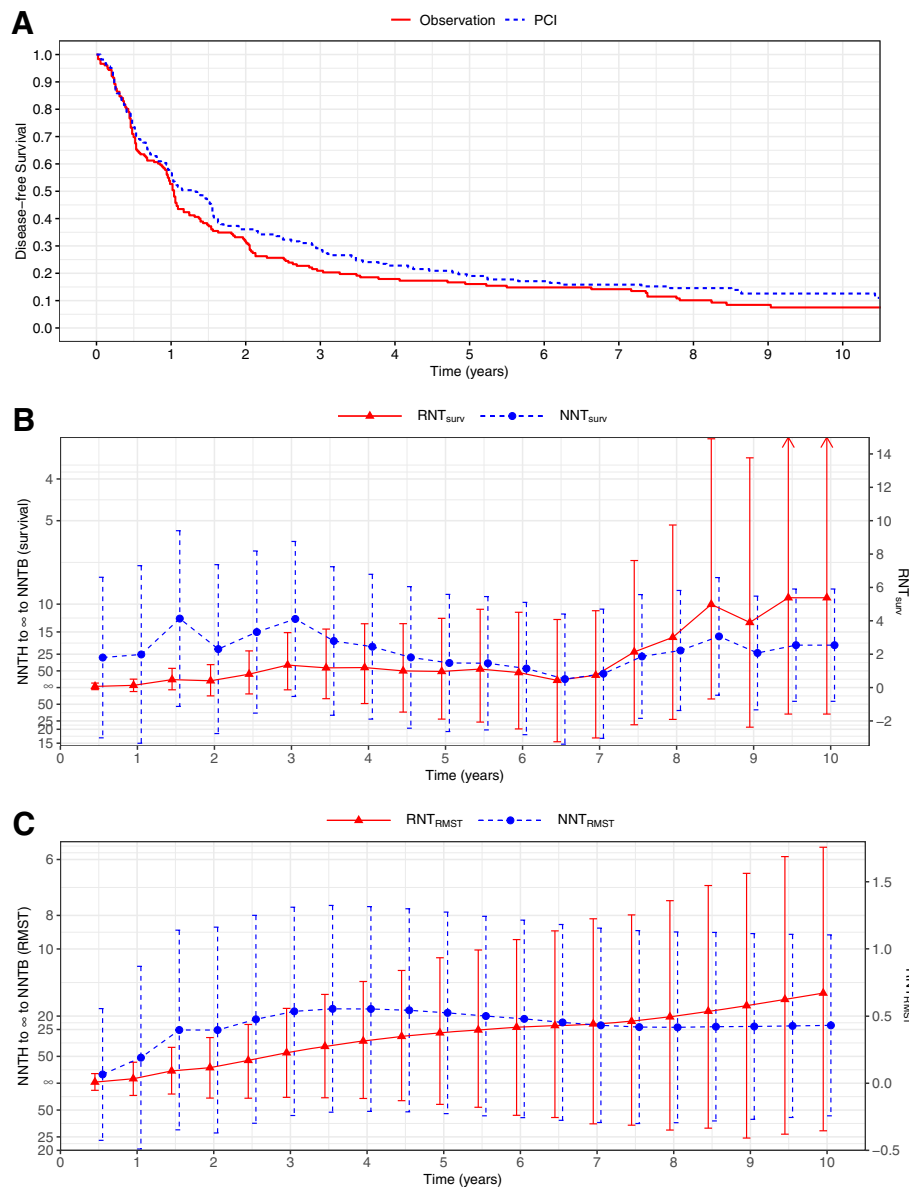 A
Observation PCI
Disease-free Survival
1.0
0.9
0.8
0.7
0.6
0.5
0.4
0.3
0.2
0.1
0.0
0 1 2 3 4 5 6 7 8 9 10
Time (years)
B
RNTsurv NNTsurv
NNTH to ∞ to NNTB (survival)
4
5
10
15
25
50
∞
50
25
20
15
14
12
10
8
6
4
2
0
−2
RNTsurv
0 1 2 3 4 5 6 7 8 9 10
Time (years)
C
RNTRMST NNTRMST
NNTH to ∞ to NNTB (RMST)
6
8
10
20
25
50
∞
50
25
20
1.5
1.0
0.5
0.0
−0.5
0 1 2 3 4 5 6 7 8 9 10
Time (years)